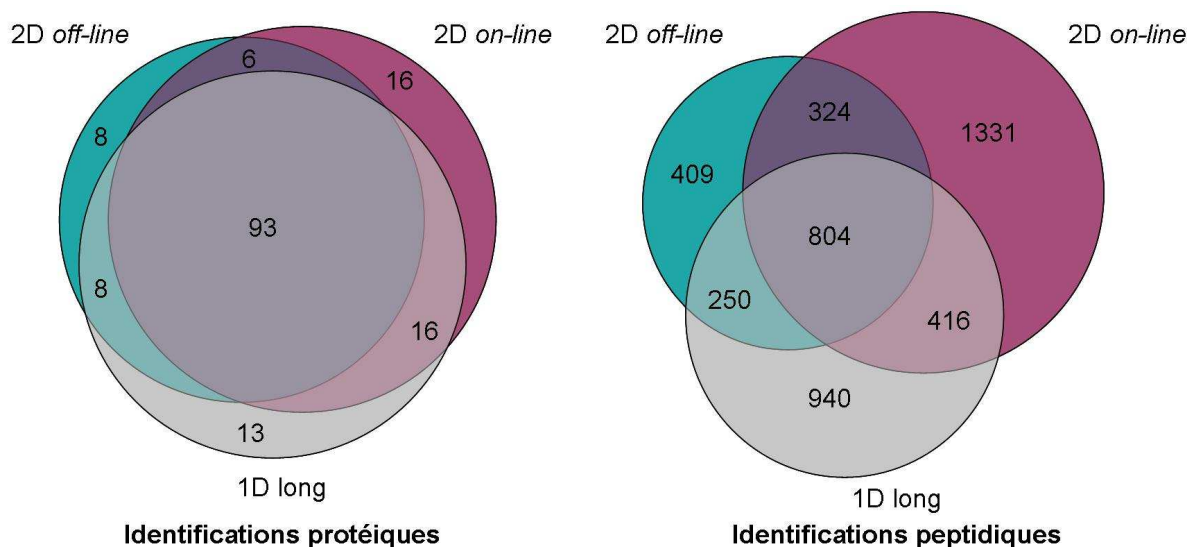 2D off-line
2D on-line
6
16
8
93
8
16
13
1D long
Identifications protéiques
2D off-line
2D on-line
324
1331
409
804
250
416
940
1D long
Identifications peptidiques